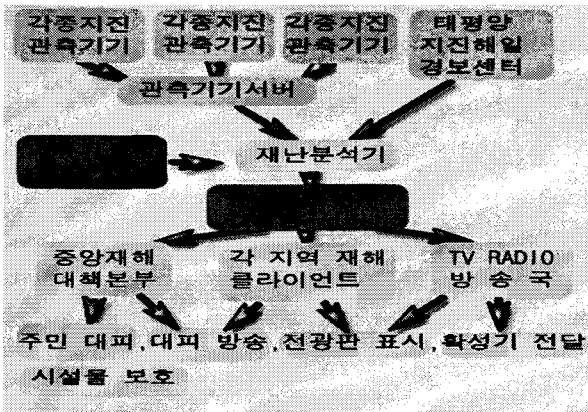 각종지진 관측기기
각종지진 관측기기
각종지진 관측기기
태평양 지진해일 경보센터
관측기기서버
재난분석기
중앙재해 대책본부
각 지역 재해 클라이언트
TV RADIO 방송국
주민 대피, 대피 방송, 전광판 표시, 확성기 전달
시설물 보호